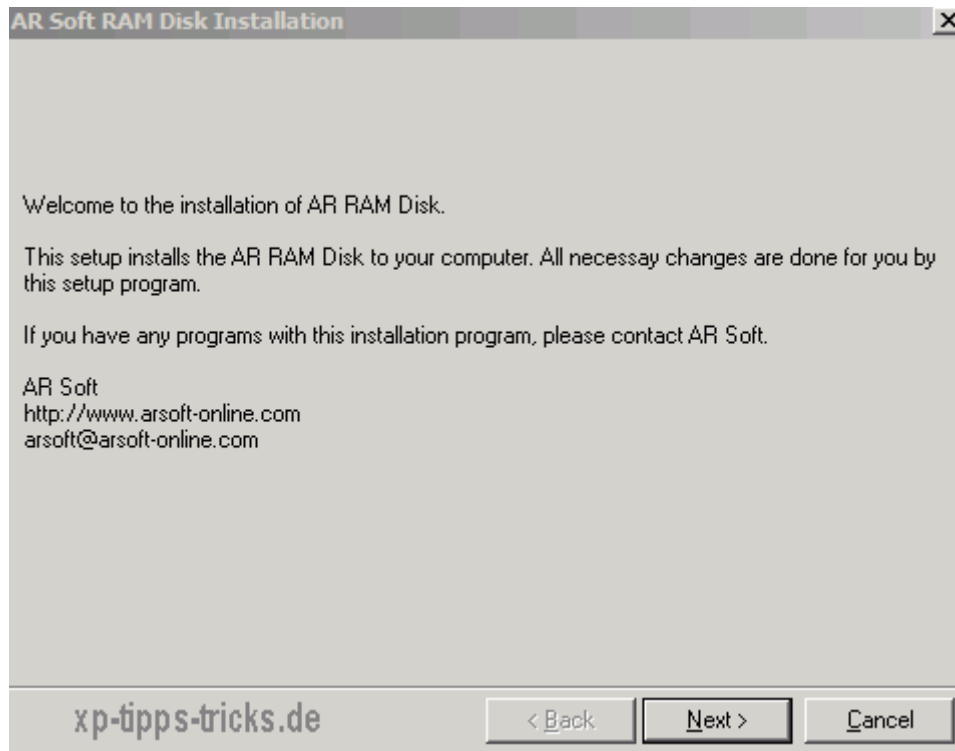 AR Soft RAM Disk Installation
Welcome to the installation of AR RAM Disk.
This setup installs the AR RAM Disk to your computer. All necessay changes are done for you by
this setup program.
If you have any programs with this installation program, please contact AR Soft.
AR Soft
http://www.arsoft-online.com
arsoft@arsoft-online.com
xp-tipps-tricks.de
< Back
Next >
Cancel